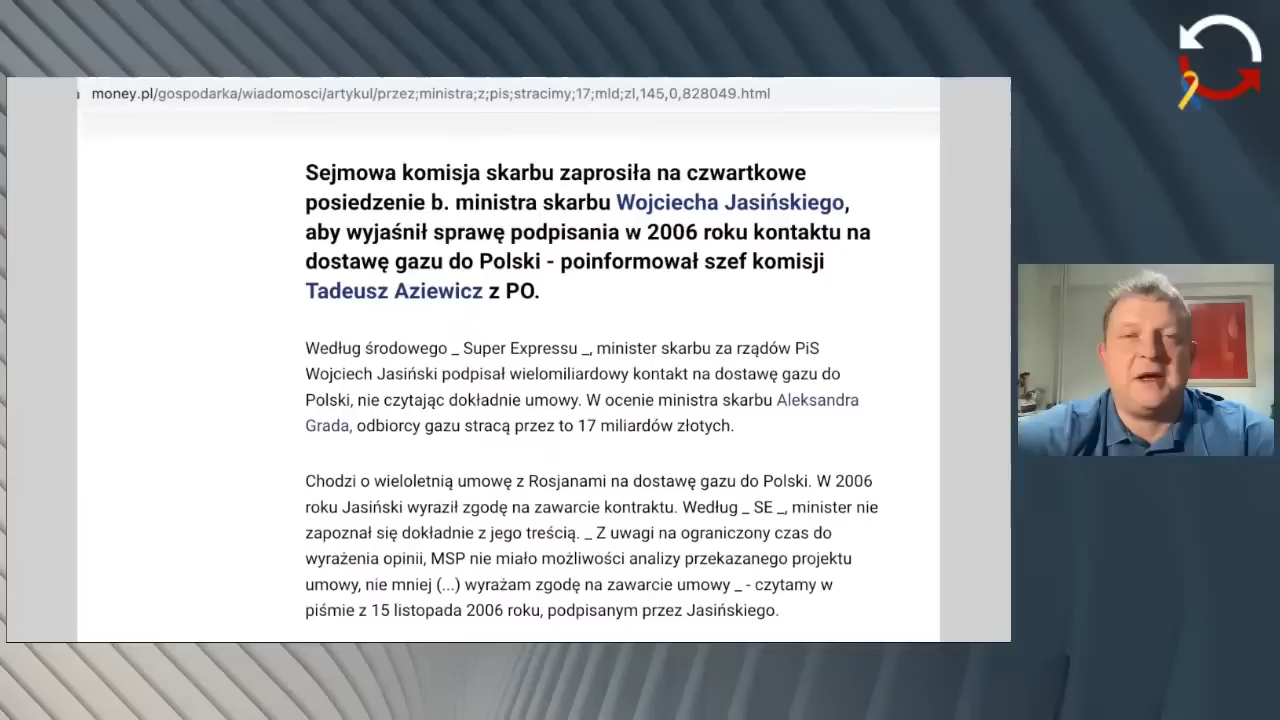 money.pl/gospodarka/wiadomosci/artykul/przez;ministra;z;pis;stracimy;17;mld;zl,145,0,828049.html
Sejmowa komisja skarbu zaprosiła na czwartkowe
posiedzenie b. ministra skarbu Wojciecha Jasińskiego,
aby wyjaśnił sprawę podpisania w 2006 roku kontaktu na
dostawę gazu do Polski - poinformował szef komisji
Tadeusz Aziewicz z PO.
Według środowego _ Super Expressu _, minister skarbu za rządów PiS
Wojciech Jasiński podpisał wielomiliardowy kontakt na dostawę gazu do
Polski, nie czytając dokładnie umowy. W ocenie ministra skarbu Aleksandra
Grada, odbiorcy gazu stracą przez to 17 miliardów złotych.
Chodzi o wieloletnią umowę z Rosjanami na dostawę gazu do Polski. W 2006
roku Jasiński wyraził zgodę na zawarcie kontraktu. Według _ SE _, minister nie
zapoznał się dokładnie z jego treścią. _ Z uwagi na ograniczony czas do
wyrażenia opinii, MSP nie miało możliwości analizy przekazanego projektu
umowy, nie mniej (...) wyrażam zgodę na zawarcie umowy _ - czytamy w
piśmie z 15 listopada 2006 roku, podpisanym przez Jasińskiego.